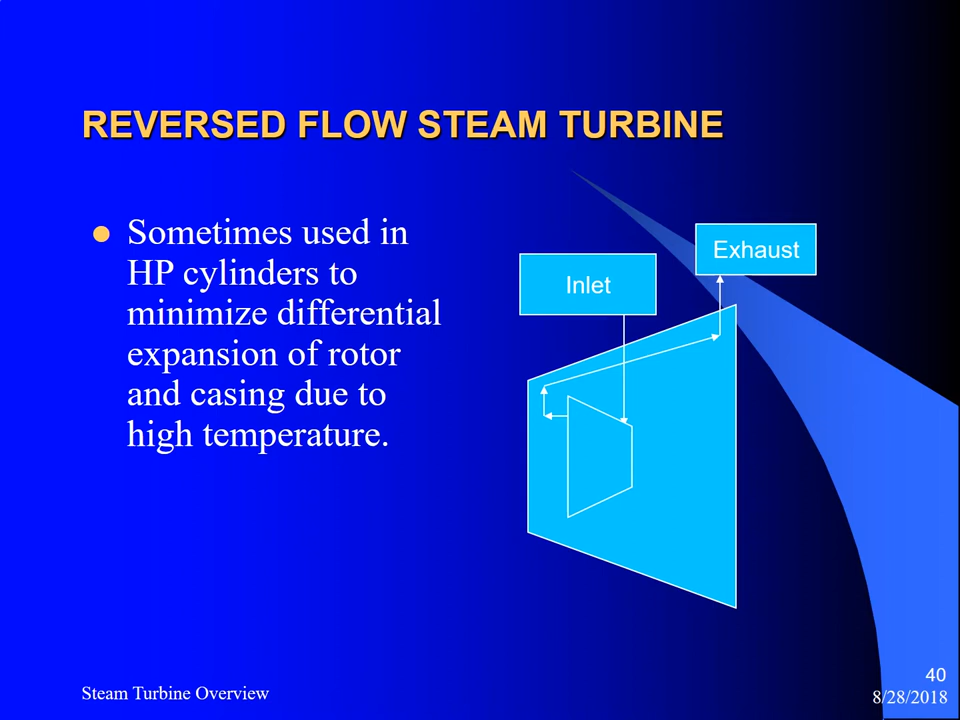 REVERSED FLOW STEAM TURBINE
Sometimes used in
HP cylinders to
minimize differential
expansion of rotor
and casing due to
high temperature.
Exhaust
Inlet
Steam Turbine Overview
40
8/28/2018